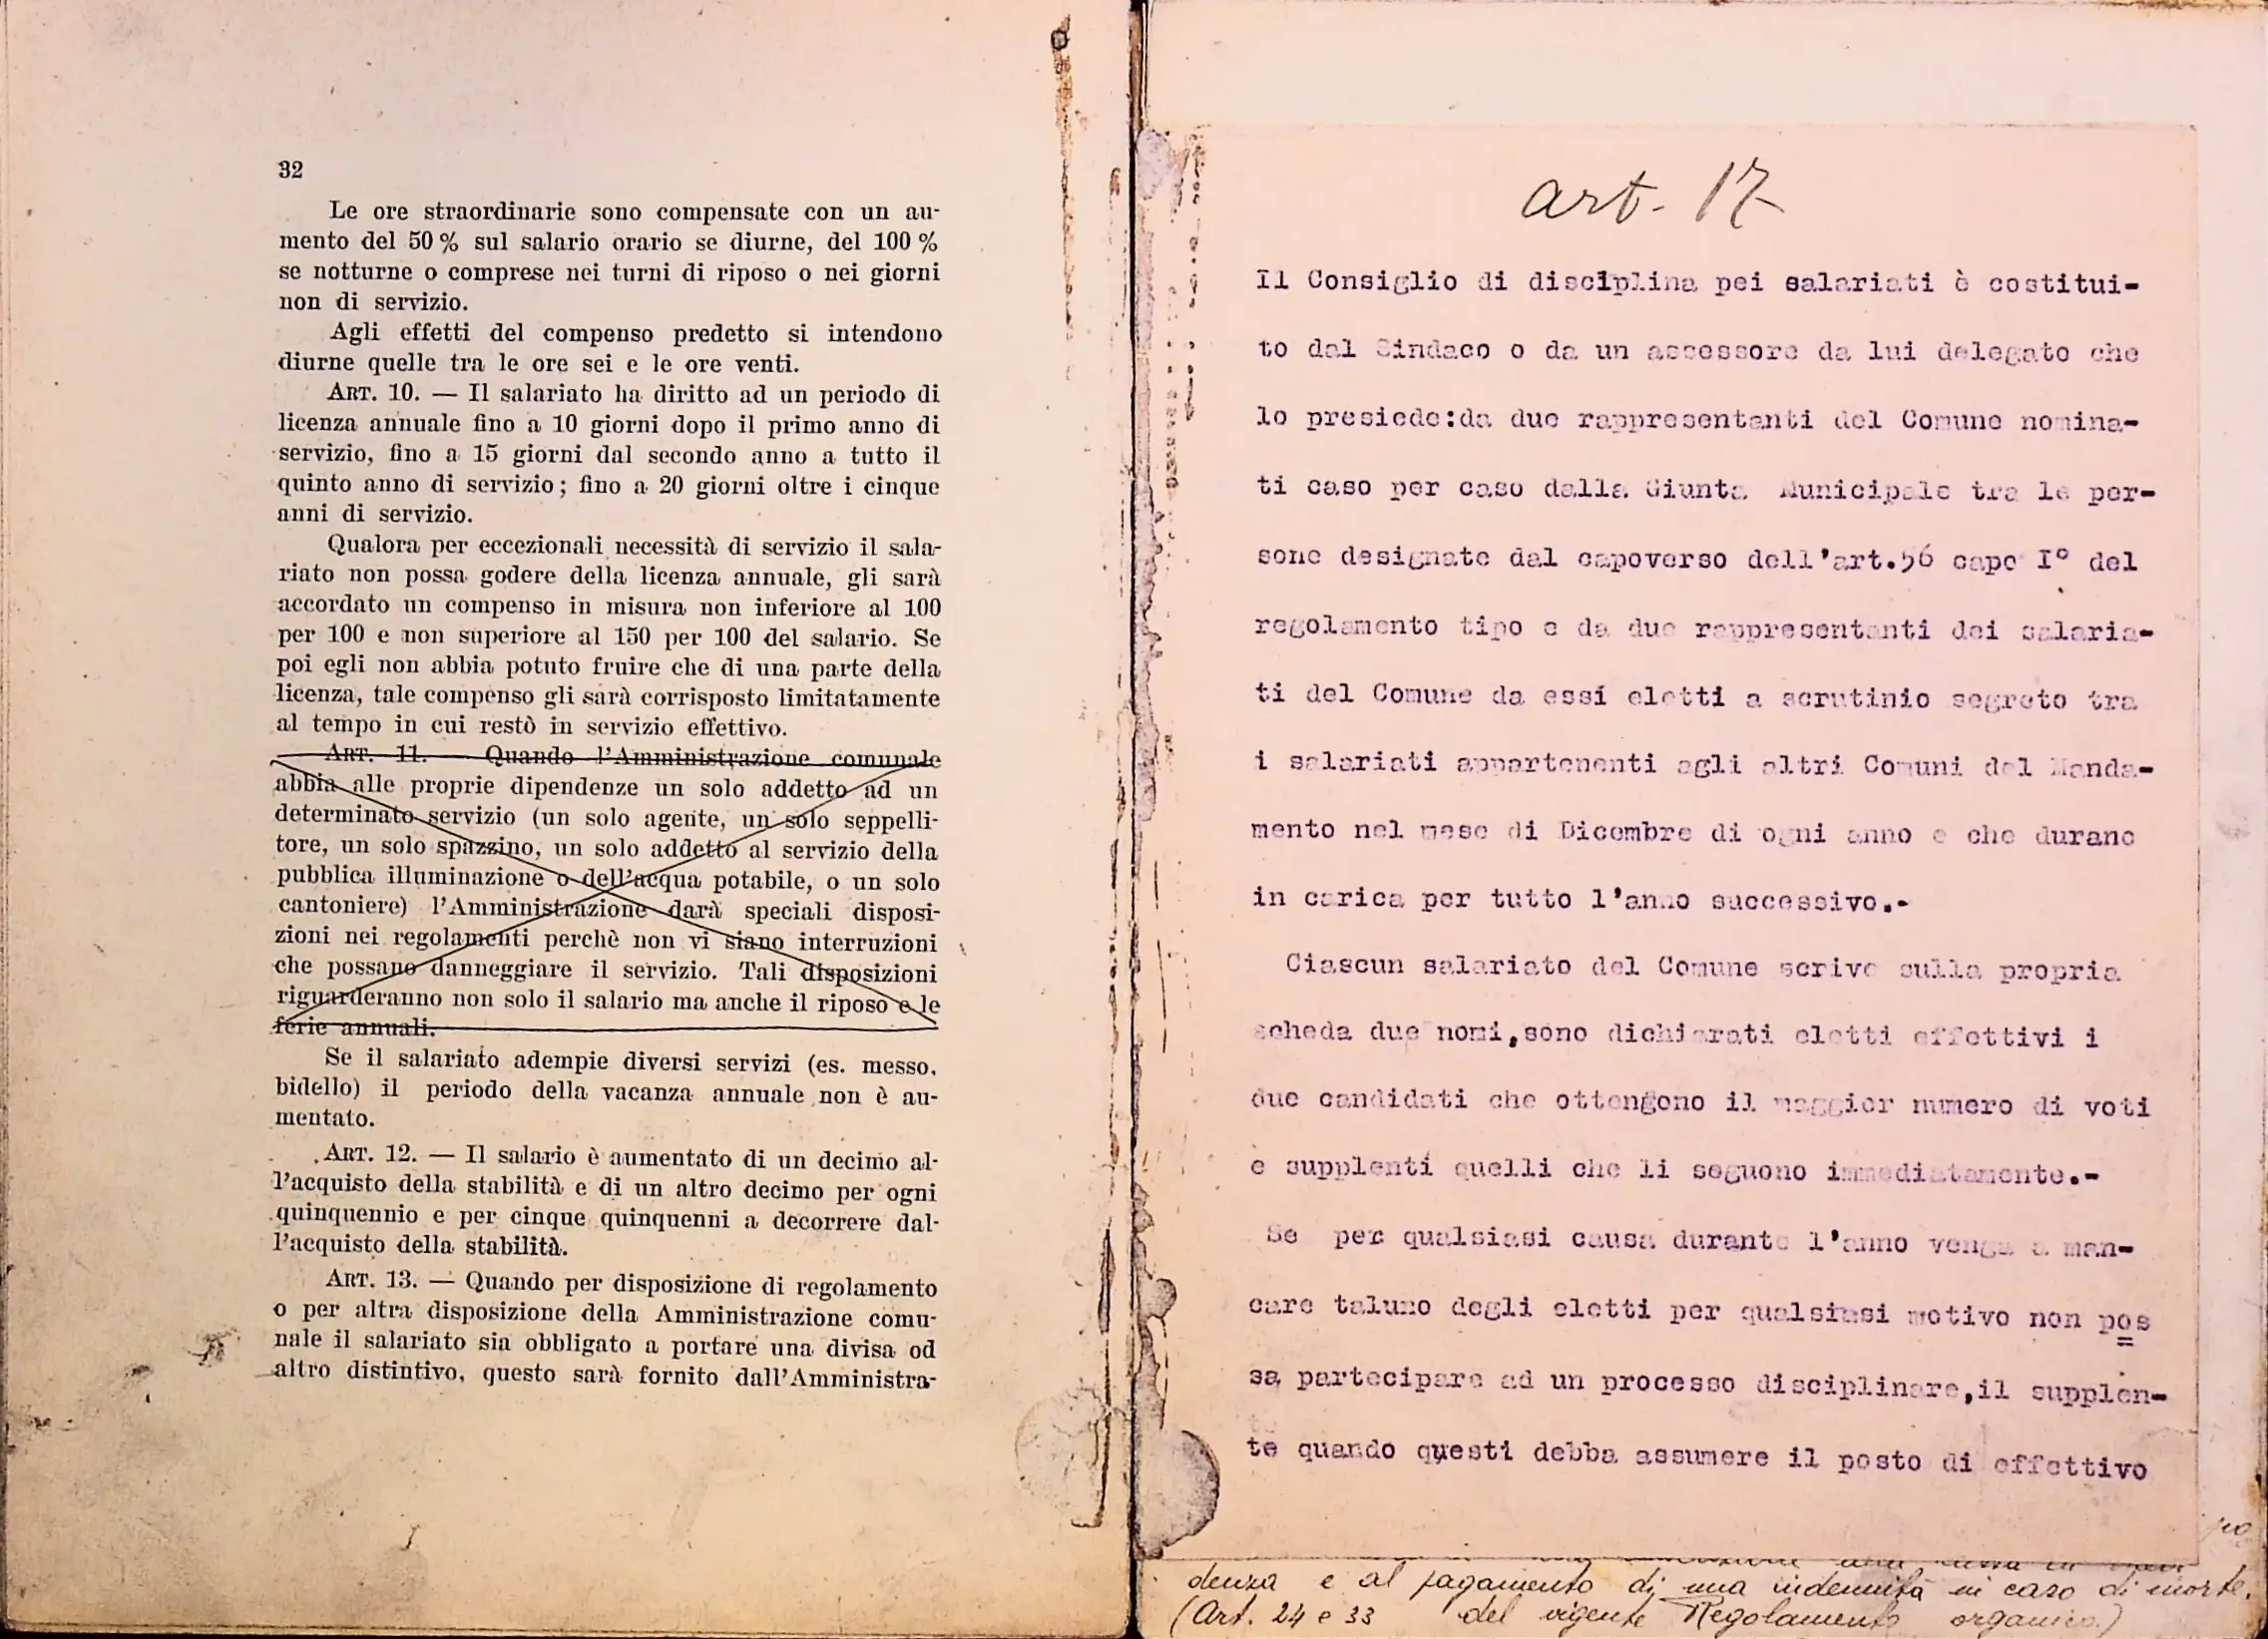 32
Le ore straordinarie sono compensate con un au-
mento del 50 % sul salario orario se diurne, del 100 %
se notturne o comprese nei turni di riposo o nei giorni
non di servizio.
Agli effetti del compenso predetto si intendono
diurne quelle tra le ore sei e le ore venti.
ART. 10. — Il salariato ha diritto ad un periodo di
licenza annuale fino a 10 giorni dopo il primo anno di
servizio, fino a 15 giorni dal secondo anno a tutto il
quinto anno di servizio; fino a 20 giorni oltre i cinque
anni di servizio.
Qualora per eccezionali necessità di servizio il sala-
riato non possa godere della licenza annuale, gli sarà
accordato un compenso in misura non inferiore al 100
per 100 e non superiore al 150 per 100 del salario. Se
poi egli non abbia potuto fruire che di una parte della
licenza, tale compenso gli sarà corrisposto limitatamente
al tempo in cui restò in servizio effettivo.
ART. 11. — Quando l'Amministrazione comunale
abbia alle proprie dipendenze un solo addetto ad un
determinato servizio (un solo agente, un solo seppelli-
tore, un solo spazzino, un solo addetto al servizio della
pubblica illuminazione o dell'acqua potabile, o un solo
cantoniere) l'Amministrazione darà speciali disposi-
zioni nei regolamenti perchè non vi siano interruzioni
che possano danneggiare il servizio. Tali disposizioni
riguarderanno non solo il salario ma anche il riposo e le
ferie annuali.
Se il salariato adempie diversi servizi (es. messo,
bidello) il periodo della vacanza annuale non è au-
mentato.
ART. 12. — Il salario è aumentato di un decimo al-
l'acquisto della stabilità e di un altro decimo per ogni
quinquennio e per cinque quinquenni a decorrere dal-
l'acquisto della stabilità.
ART. 13. — Quando per disposizione di regolamento
o per altra disposizione della Amministrazione comu-
nale il salariato sia obbligato a portare una divisa od
altro distintivo, questo sarà fornito dall'Amministra-
art. 17
Il Consiglio di disciplina pei salariati è costitui-
to dal Sindaco o da un assessore da lui delegato che
lo presiede:da due rappresentanti del Comune nomina-
ti caso per caso dalla Giunta Municipale tra le per-
sone designate dal capoverso dell'art.56 capo I° del
regolamento tipo e da due rappresentanti dei salaria-
ti del Comune da essi eletti a scrutinio segreto tra
i salariati appartenenti agli altri Comuni del Manda-
mento nel mese di Dicembre di ogni anno e che durano
in carica per tutto l'anno successivo.-
Ciascun salariato del Comune scrive sulla propria
scheda due nomi,sono dichiarati eletti effettivi i
due candidati che ottengono il maggior numero di voti
e supplenti quelli che li seguono immediatamente.-
Se per qualsiasi causa durante l'anno venga a man-
care taluno degli eletti per qualsiasi motivo non pos
sa partecipare ad un processo disciplinare,il supplen-
te quando questi debba assumere il posto di effettivo
denza e al pagamento di una indennità in caso di morte.
(Art. 24 e 33 del vigente Regolamento organico.)